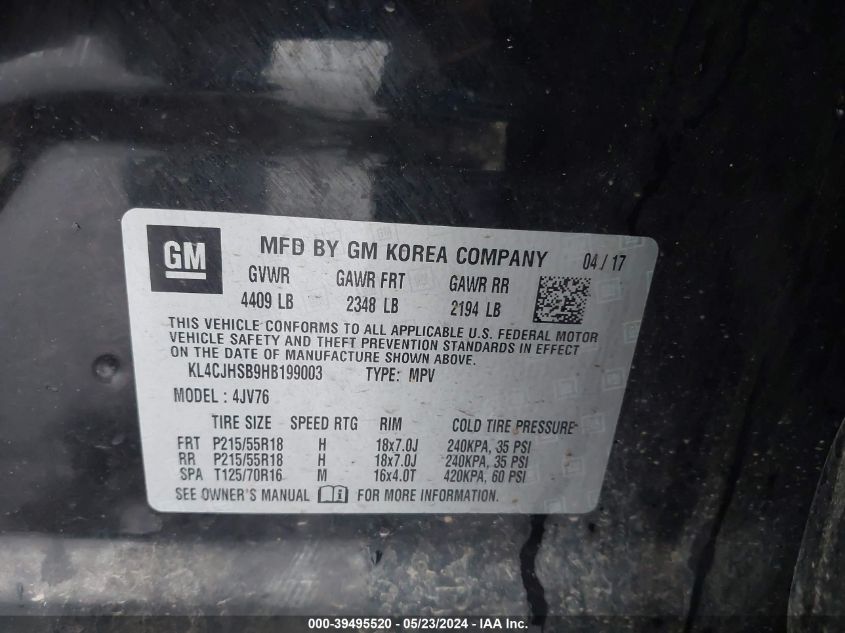 GM MFD BY GM KOREA COMPANY 04 / 17
GVWR GAWR FRT GAWR RR
4409 LB 2348 LB 2194 LB
THIS VEHICLE CONFORMS TO ALL APPLICABLE U.S. FEDERAL MOTOR
VEHICLE SAFETY AND THEFT PREVENTION STANDARDS IN EFFECT
ON THE DATE OF MANUFACTURE SHOWN ABOVE.
KL4CJHSB9HB199003 TYPE: MPV
MODEL : 4JV76
TIRE SIZE SPEED RTG RIM COLD TIRE PRESSURE
FRT P215/55R18 H 18x7.0J 240KPA, 35 PSI
RR P215/55R18 H 18x7.0J 240KPA, 35 PSI
SPA T125/70R16 M 16x4.0T 420KPA, 60 PSI
SEE OWNER'S MANUAL FOR MORE INFORMATION.
000-39495520 - 05/23/2024 - IAA Inc.